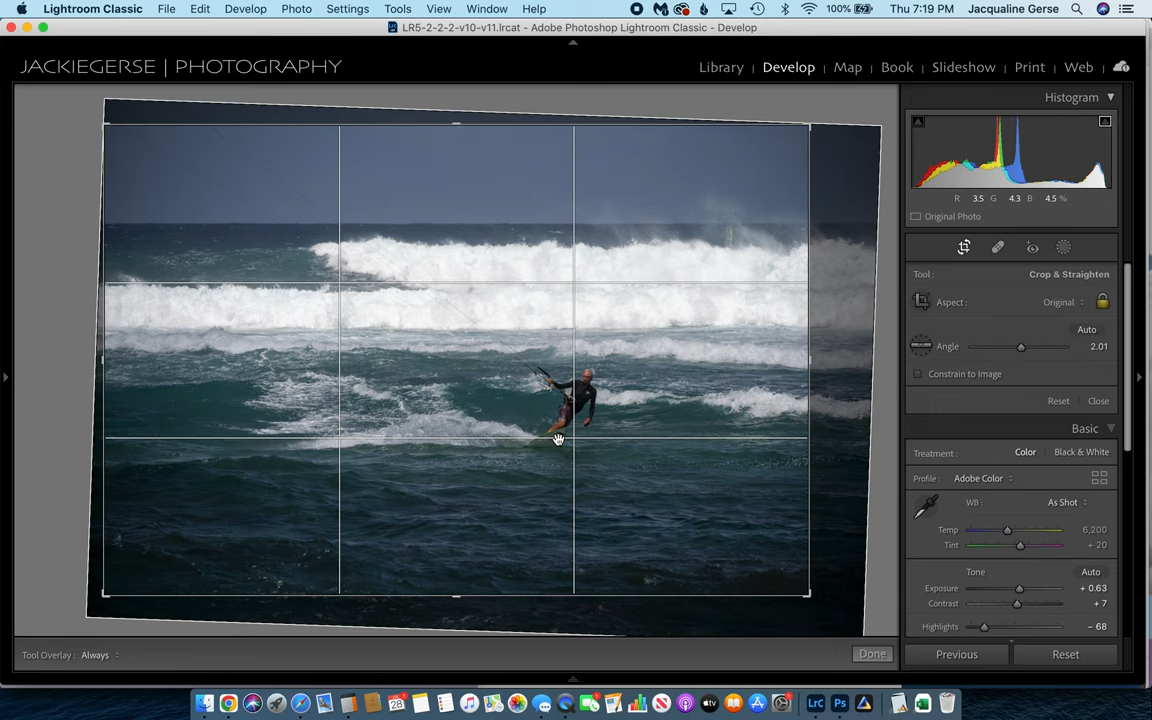 Lightroom Classic File Edit Develop Photo Settings Tools View Window Help 100% Thu 7:19 PM Jacqualine Gerse
LR5-2-2-2-v10-v11.lrcat - Adobe Photoshop Lightroom Classic - Develop
JACKIEGERSE | PHOTOGRAPHY Library Develop Map Book Slideshow Print Web
Histogram
R 3.5 G 4.3 B 4.5 %
Original Photo
Tool : Crop & Straighten
Aspect : Original
Auto
Angle 2.01
Constrain to Image
Reset Close
Basic
Treatment : Color Black & White
Profile : Adobe Color
WB : As Shot
Temp 6,200
Tint + 20
Tone Auto
Exposure + 0.63
Contrast + 7
Highlights - 68
Tool Overlay : Always Done Previous Reset
28
LrC Ps